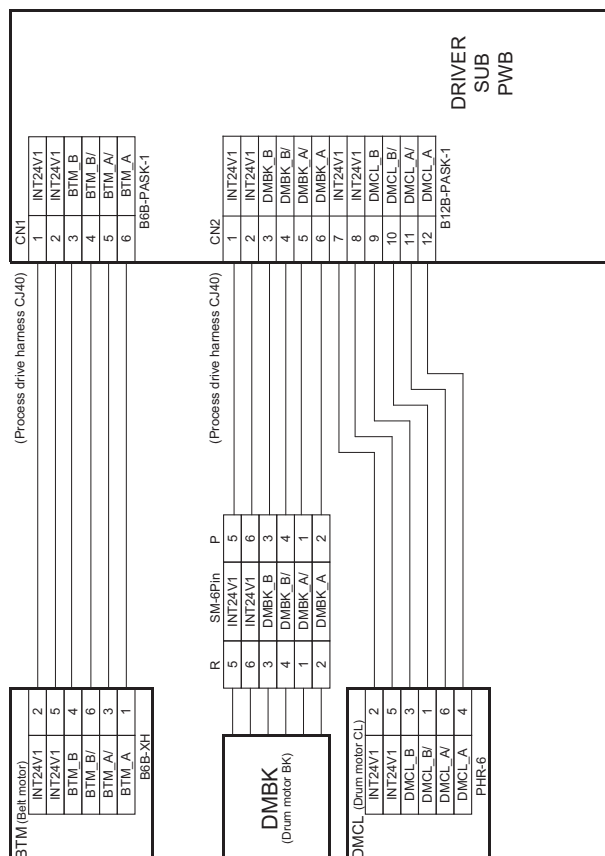 DRIVER
SUB
PWB
CN1
1 INT24V1
2 INT24V1
3 BTM_B
4 BTM_B/
5 BTM_A/
6 BTM_A
B6B-PASK-1
CN2
1 INT24V1
2 INT24V1
3 DMBK_B
4 DMBK_B/
5 DMBK_A/
6 DMBK_A
7 INT24V1
8 INT24V1
9 DMCL_B
10 DMCL_B/
11 DMCL_A/
12 DMCL_A
B12B-PASK-1
(Process drive harness CJ40)
(Process drive harness CJ40)
R SM-6Pin P
5 INT24V1 5
6 INT24V1 6
3 DMBK_B 3
4 DMBK_B/ 4
1 DMBK_A/ 1
2 DMBK_A 2
BTM (Belt motor)
INT24V1 2
INT24V1 5
BTM_B 4
BTM_B/ 6
BTM_A/ 3
BTM_A 1
B6B-XH
DMBK
(Drum motor BK)
DMCL (Drum motor CL)
INT24V1 2
INT24V1 5
DMCL_B 3
DMCL_B/ 1
DMCL_A/ 6
DMCL_A 4
PHR-6